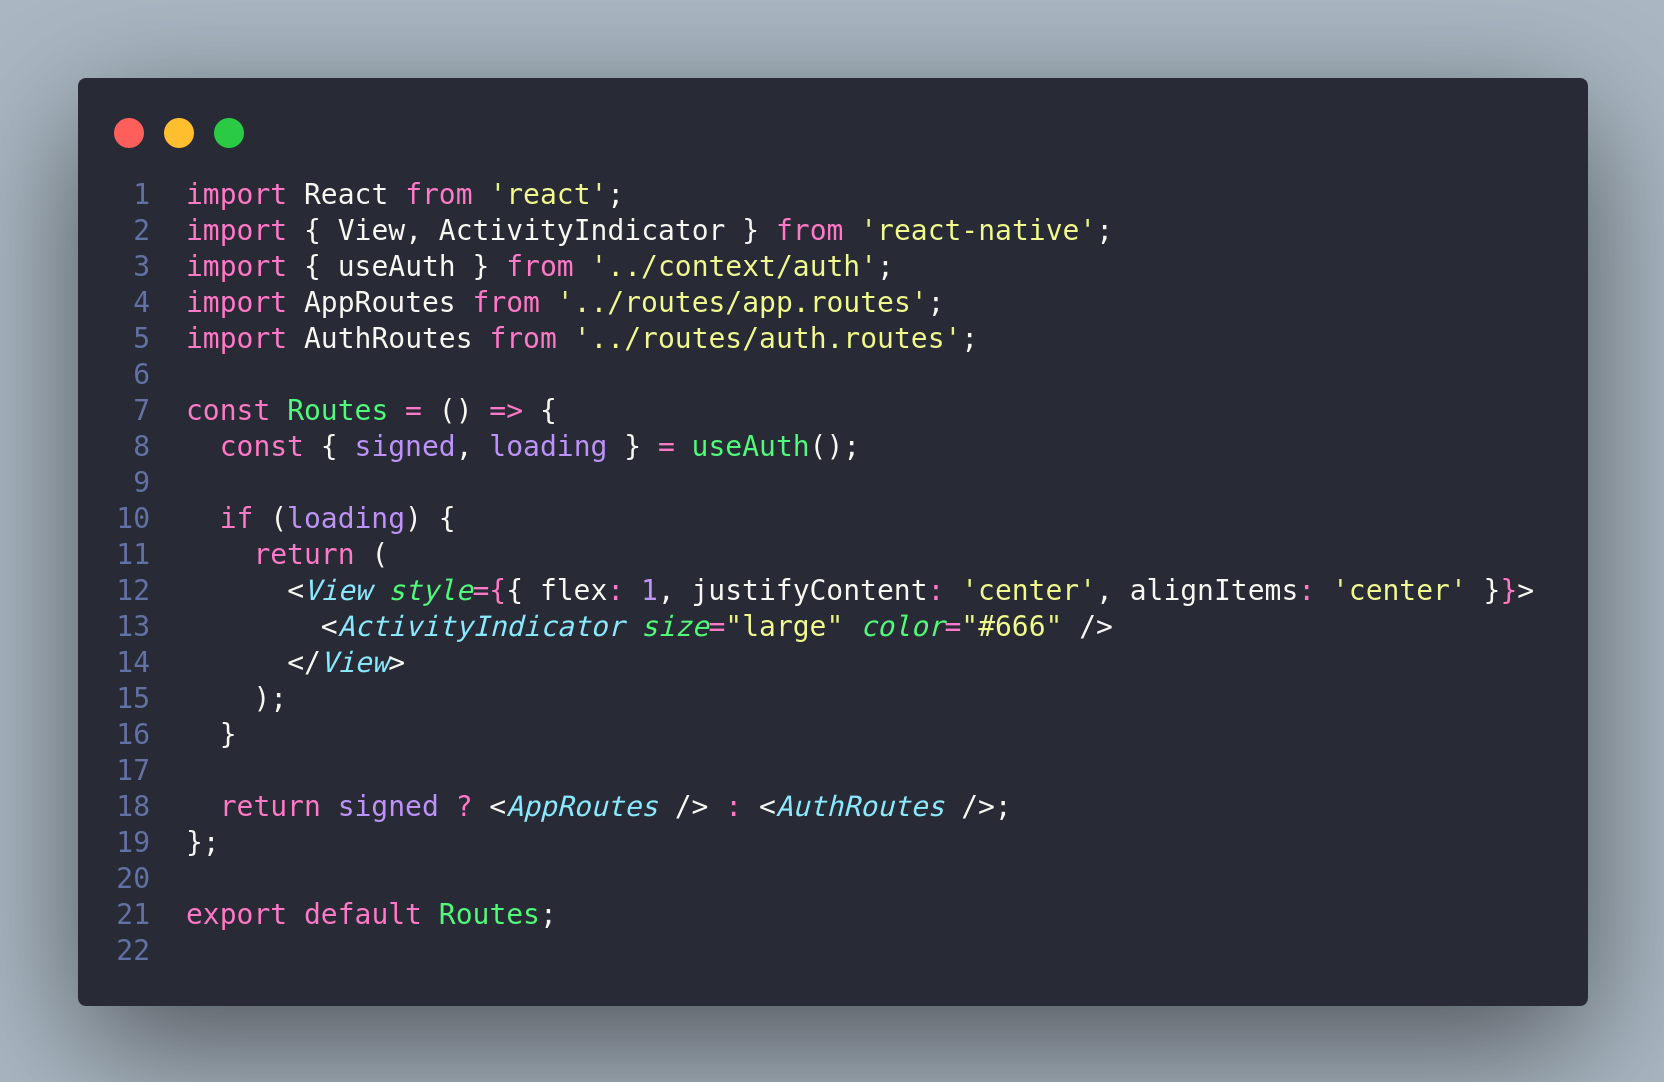 1 import React from 'react';
2 import { View, ActivityIndicator } from 'react-native';
3 import { useAuth } from '../context/auth';
4 import AppRoutes from '../routes/app.routes';
5 import AuthRoutes from '../routes/auth.routes';
6
7 const Routes = () => {
8   const { signed, loading } = useAuth();
9
10   if (loading) {
11     return (
12       <View style={{ flex: 1, justifyContent: 'center', alignItems: 'center' }}>
13         <ActivityIndicator size="large" color="#666" />
14       </View>
15     );
16   }
17
18   return signed ? <AppRoutes /> : <AuthRoutes />;
19 };
20
21 export default Routes;
22